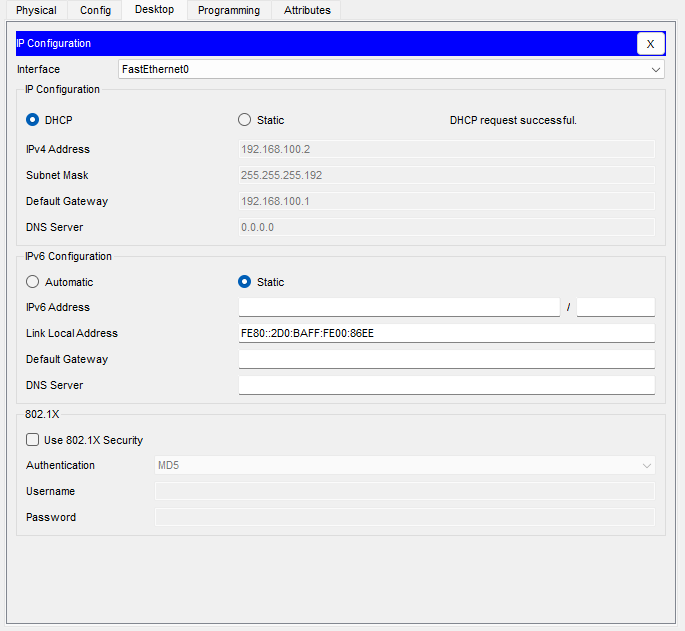 Physical Config Desktop Programming Attributes
IP Configuration X
Interface FastEthernet0
IP Configuration
DHCP Static DHCP request successful.
IPv4 Address 192.168.100.2
Subnet Mask 255.255.255.192
Default Gateway 192.168.100.1
DNS Server 0.0.0.0
IPv6 Configuration
Automatic Static
IPv6 Address /
Link Local Address FE80::2D0:BAFF:FE00:86EE
Default Gateway
DNS Server
802.1X
Use 802.1X Security
Authentication MD5
Username
Password